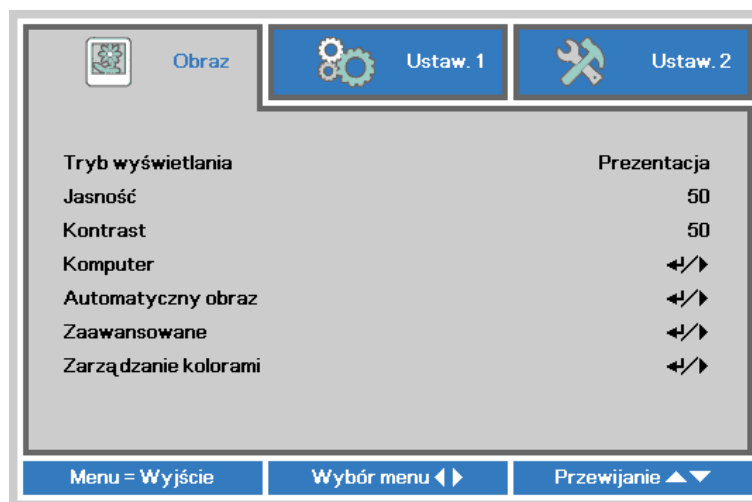 Obraz Ustaw. 1 Ustaw. 2
Tryb wyświetlania Prezentacja
Jasność 50
Kontrast 50
Komputer ↵/▶
Automatyczny obraz ↵/▶
Zaawansowane ↵/▶
Zarządzanie kolorami ↵/▶
Menu = Wyjście Wybór menu ◀▶ Przewijanie ▲▼